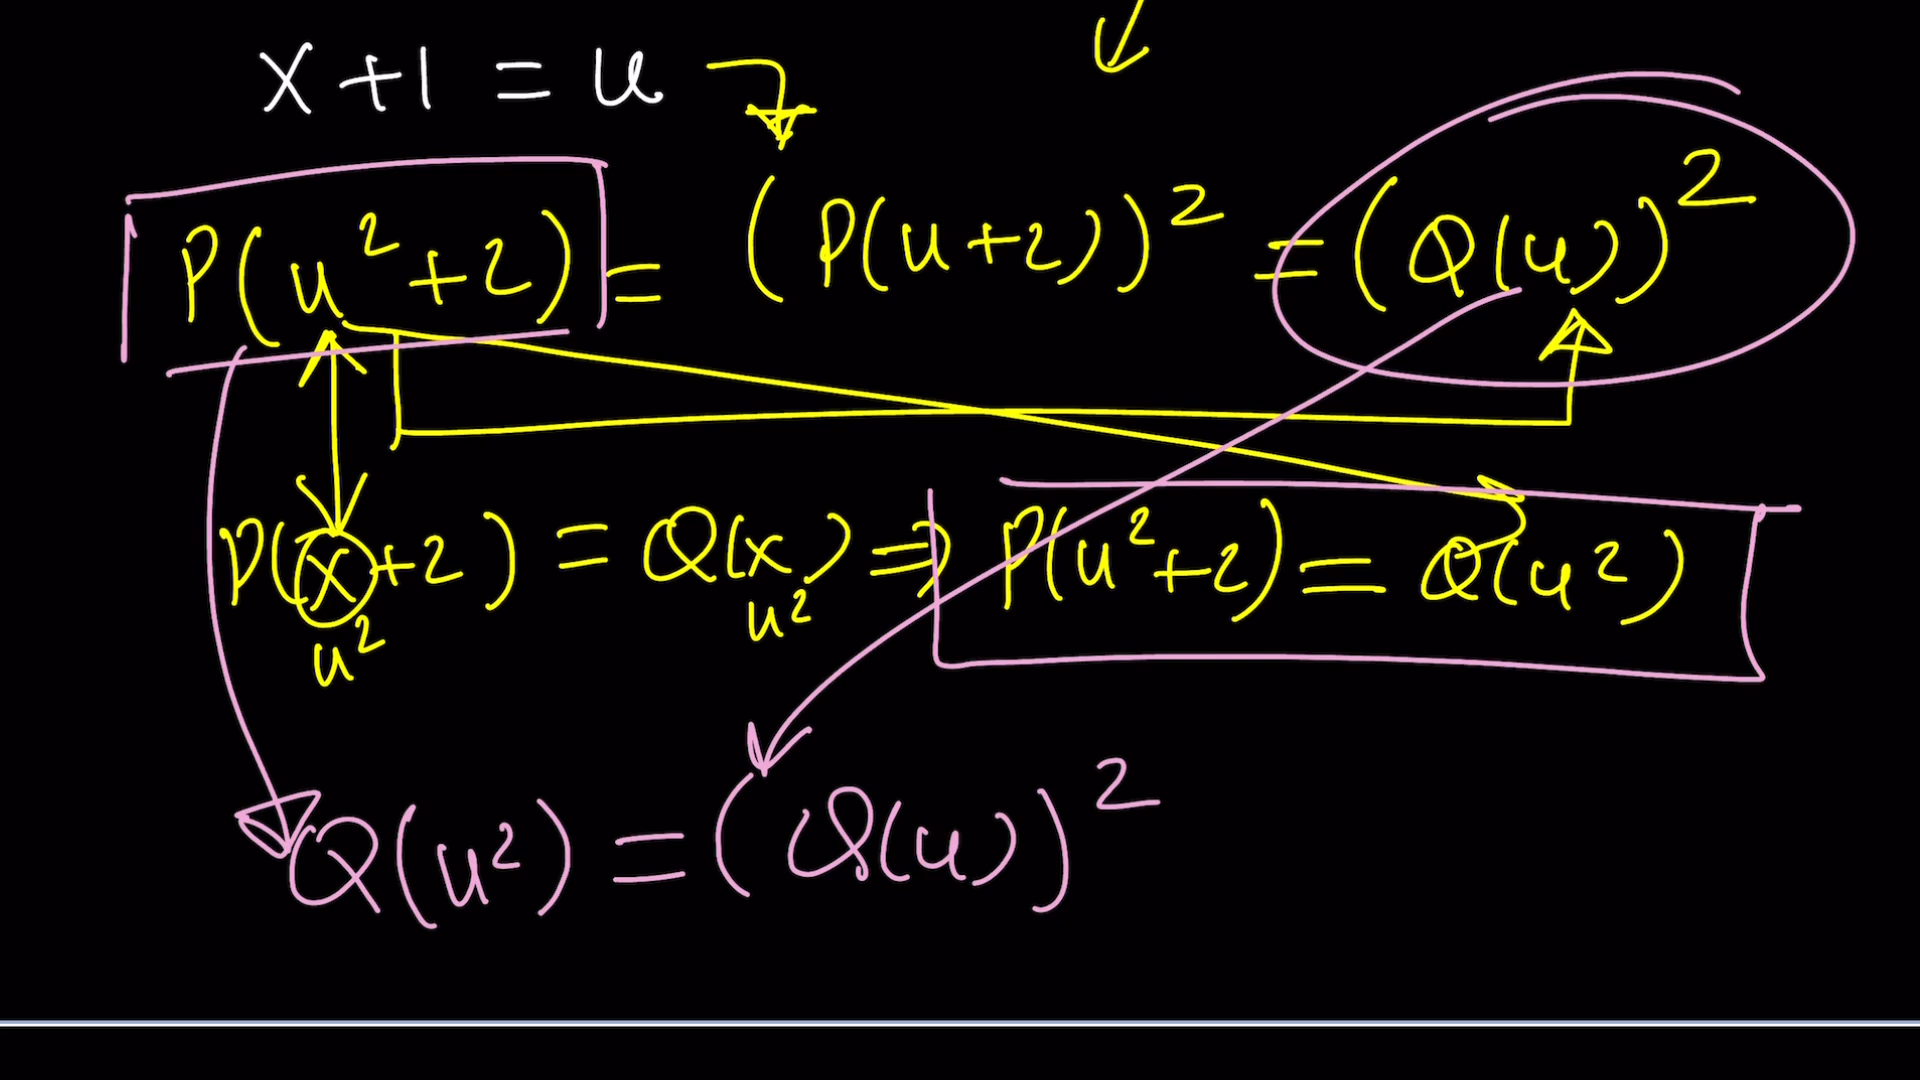 x + 1 = u
P(u² + 2) = (P(u+2))² = (Q(u))²
P(x+2) = Q(x) ⇒ P(u²+2) = Q(u²)
u² u²
Q(u²) = (Q(u))²